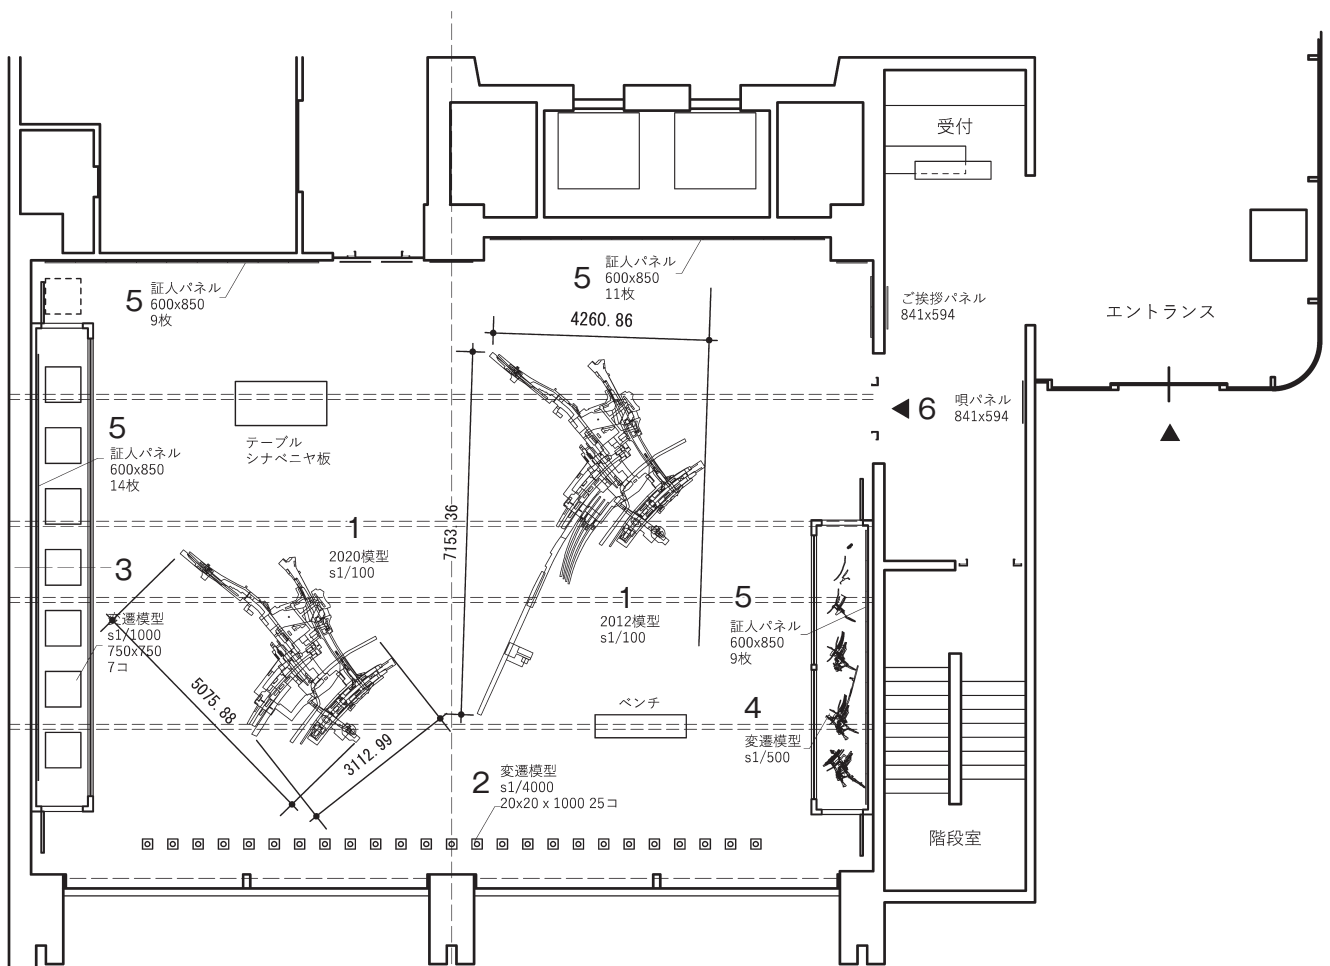 受付
5
証人パネル
600x850
11枚
5
証人パネル
600x850
9枚
4260.86
ご挨拶パネル
841x594
エントランス
6
唄パネル
841x594
テーブル
シナベニヤ板
5
証人パネル
600x850
14枚
7153.36
1
2020模型
s1/100
3
変遷模型
s1/1000
750x750
7コ
1
2012模型
s1/100
5
証人パネル
600x850
9枚
5075.88
3112.99
ベンチ
4
変遷模型
s1/500
2
変遷模型
s1/4000
20x20 x 1000 25コ
階段室